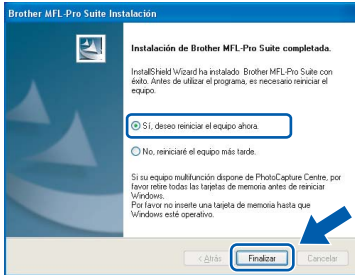 Brother MFL-Pro Suite Instalación
Instalación de Brother MFL-Pro Suite completada.
InstallShield Wizard ha instalado Brother MFL-Pro Suite con
éxito. Antes de utilizar el programa, es necesario reiniciar el
equipo.
Sí, deseo reiniciar el equipo ahora.
No, reiniciaré el equipo más tarde.
Si su equipo multifunción dispone de PhotoCapture Centre, por
favor retire todas las tarjetas de memoria antes de reiniciar
Windows.
Por favor no inserte una tarjeta de memoria hasta que
Windows esté operativo.
< Atrás Finalizar Cancelar